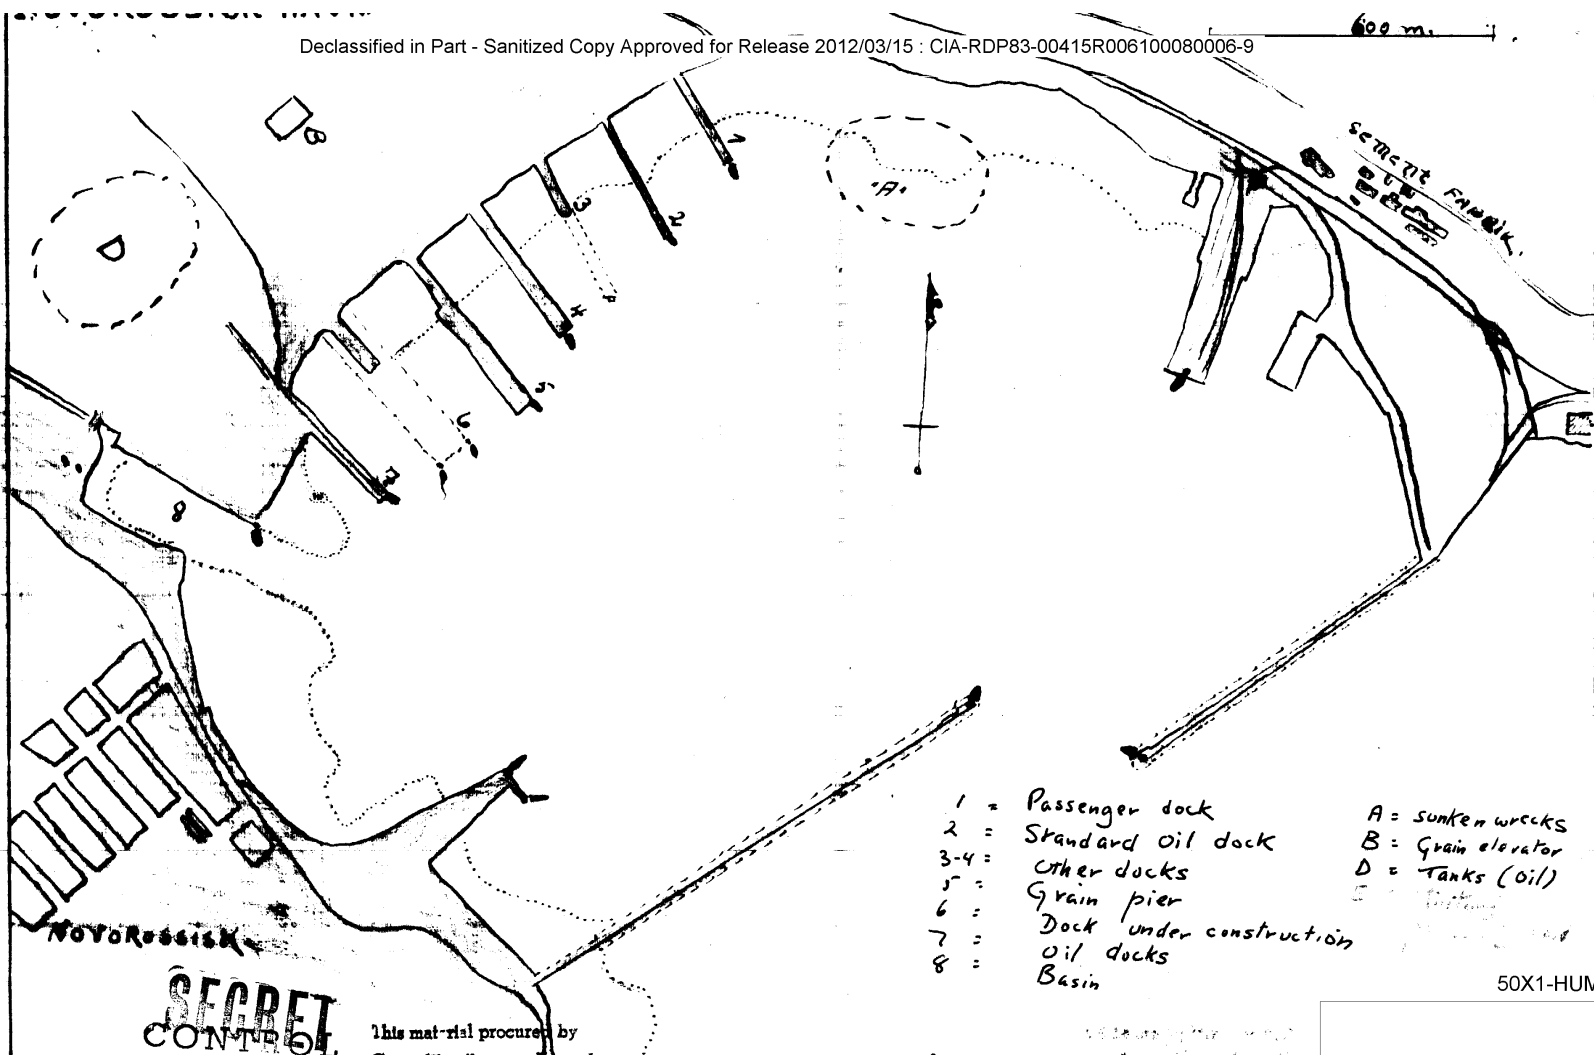 600 m.
Declassified in Part - Sanitized Copy Approved for Release 2012/03/15 : CIA-RDP83-00415R006100080006-9
B
1
sement fabrik.
"A"
3
2
D
4
5
6
7
8
1 = Passenger dock
2 = Standard Oil dock
3-4 = Other docks
5 = Grain pier
6 = Dock under construction
7 = Oil docks
8 = Basin
A = sunken wrecks
B = Grain elevator
D = Tanks (oil)
NOVOROSSISK
SECRET
CONTROL
50X1-HUM
This mat-rial procured by